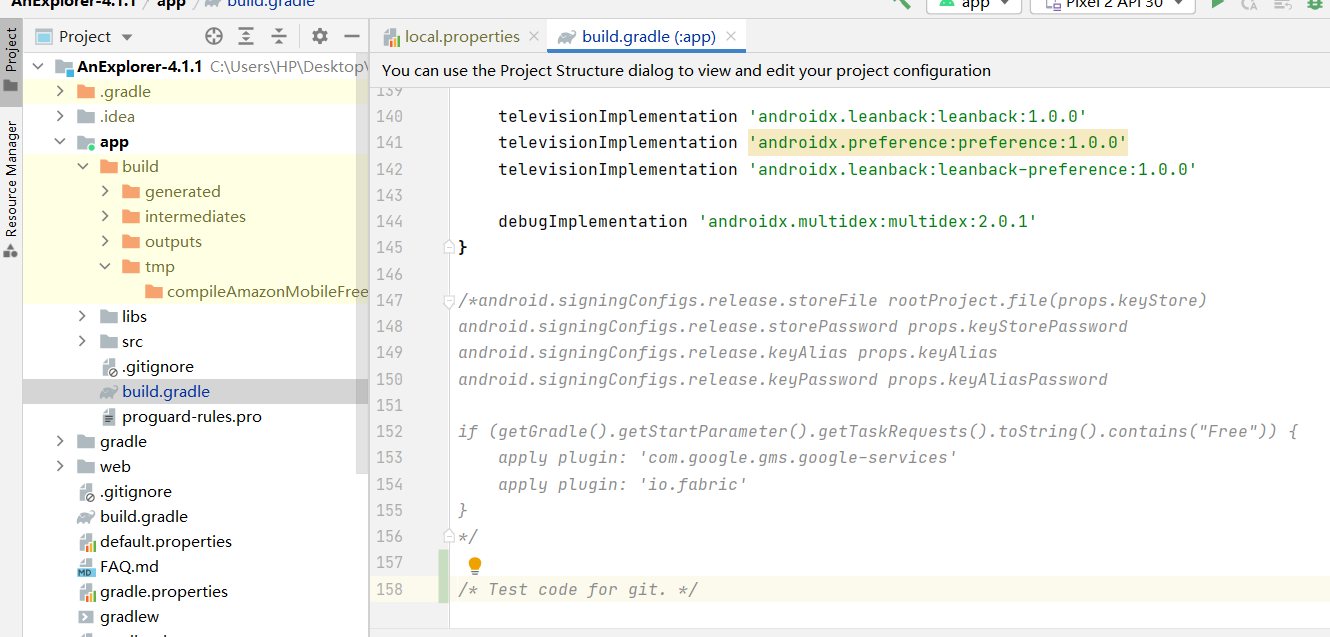 AnExplorer-4.1.1 / app / build.gradle
app
Pixel 2 API 30
Project
Resource Manager
Project
AnExplorer-4.1.1 C:\Users\HP\Desktop\
.gradle
.idea
app
build
generated
intermediates
outputs
tmp
compileAmazonMobileFree
libs
src
.gitignore
build.gradle
proguard-rules.pro
gradle
web
.gitignore
build.gradle
default.properties
FAQ.md
gradle.properties
gradlew
local.properties
build.gradle (:app)
You can use the Project Structure dialog to view and edit your project configuration
139
140 televisionImplementation 'androidx.leanback:leanback:1.0.0'
141 televisionImplementation 'androidx.preference:preference:1.0.0'
142 televisionImplementation 'androidx.leanback:leanback-preference:1.0.0'
143
144 debugImplementation 'androidx.multidex:multidex:2.0.1'
145 }
146
147 /*android.signingConfigs.release.storeFile rootProject.file(props.keyStore)
148 android.signingConfigs.release.storePassword props.keyStorePassword
149 android.signingConfigs.release.keyAlias props.keyAlias
150 android.signingConfigs.release.keyPassword props.keyAliasPassword
151
152 if (getGradle().getStartParameter().getTaskRequests().toString().contains("Free")) {
153 apply plugin: 'com.google.gms.google-services'
154 apply plugin: 'io.fabric'
155 }
156 */
157
158 /* Test code for git. */